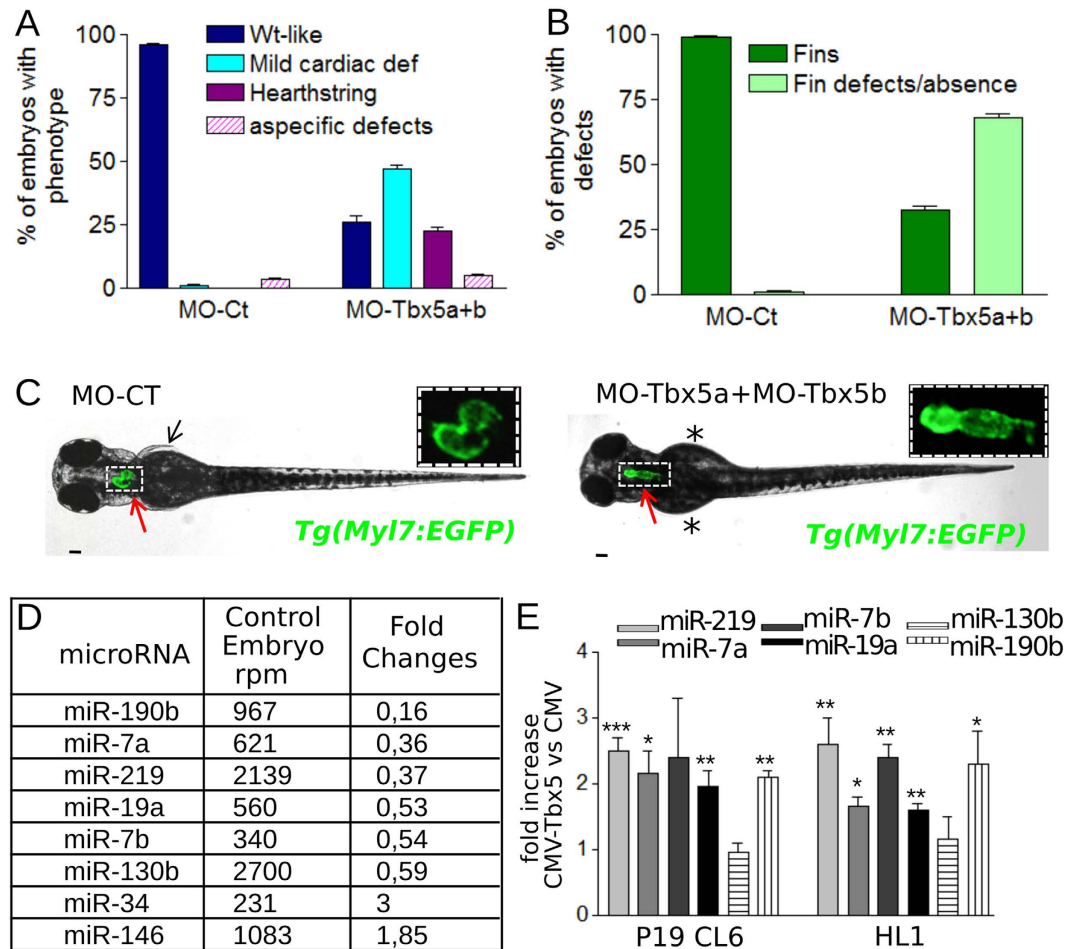 A
% of embryos with
phenotype
100
75
50
25
0
Wt-like
Mild cardiac def
Hearthstring
aspecific defects
MO-Ct
MO-Tbx5a+b
B
% of embryos with
defects
100
75
50
25
0
Fins
Fin defects/absence
MO-Ct
MO-Tbx5a+b
C
MO-CT
Tg(Myl7:EGFP)
MO-Tbx5a+MO-Tbx5b
*
*
Tg(Myl7:EGFP)
D
microRNA
Control
Embryo
rpm
Fold
Changes
miR-190b 967 0,16
miR-7a 621 0,36
miR-219 2139 0,37
miR-19a 560 0,53
miR-7b 340 0,54
miR-130b 2700 0,59
miR-34 231 3
miR-146 1083 1,85
E
miR-219 miR-7b miR-130b
miR-7a miR-19a miR-190b
fold increase
CMV-Tbx5 vs CMV
4
3
2
1
0
*** * ** **
** * ** ** *
P19 CL6 HL1